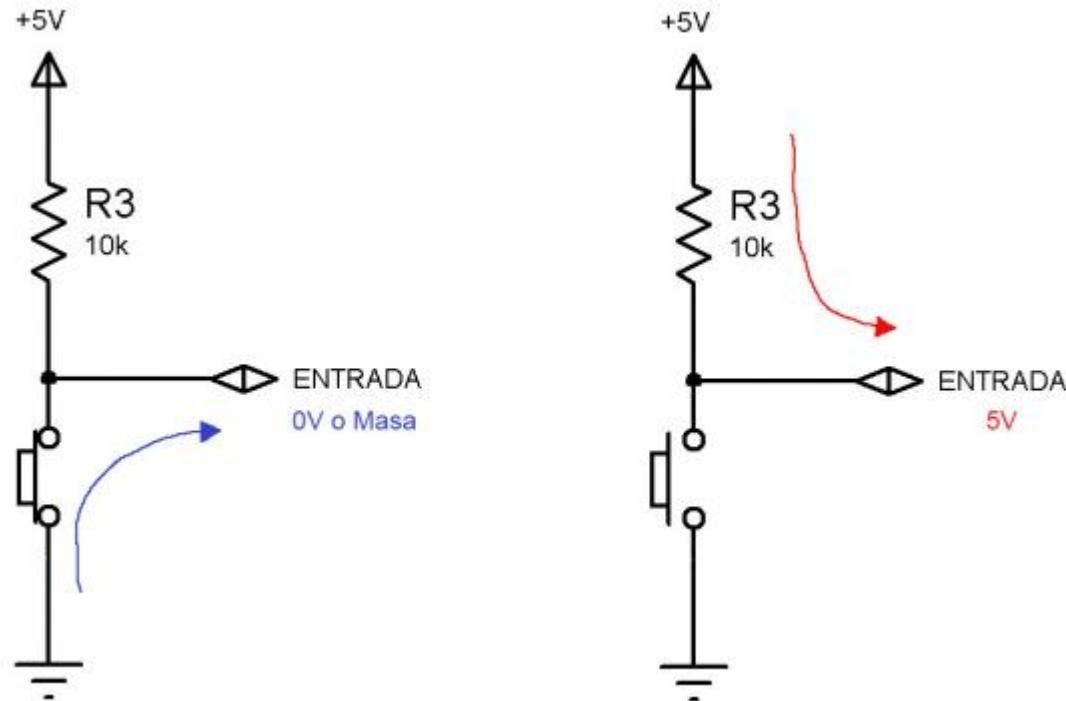 +5V
R3
10k
ENTRADA
0V o Masa
+5V
R3
10k
ENTRADA
5V